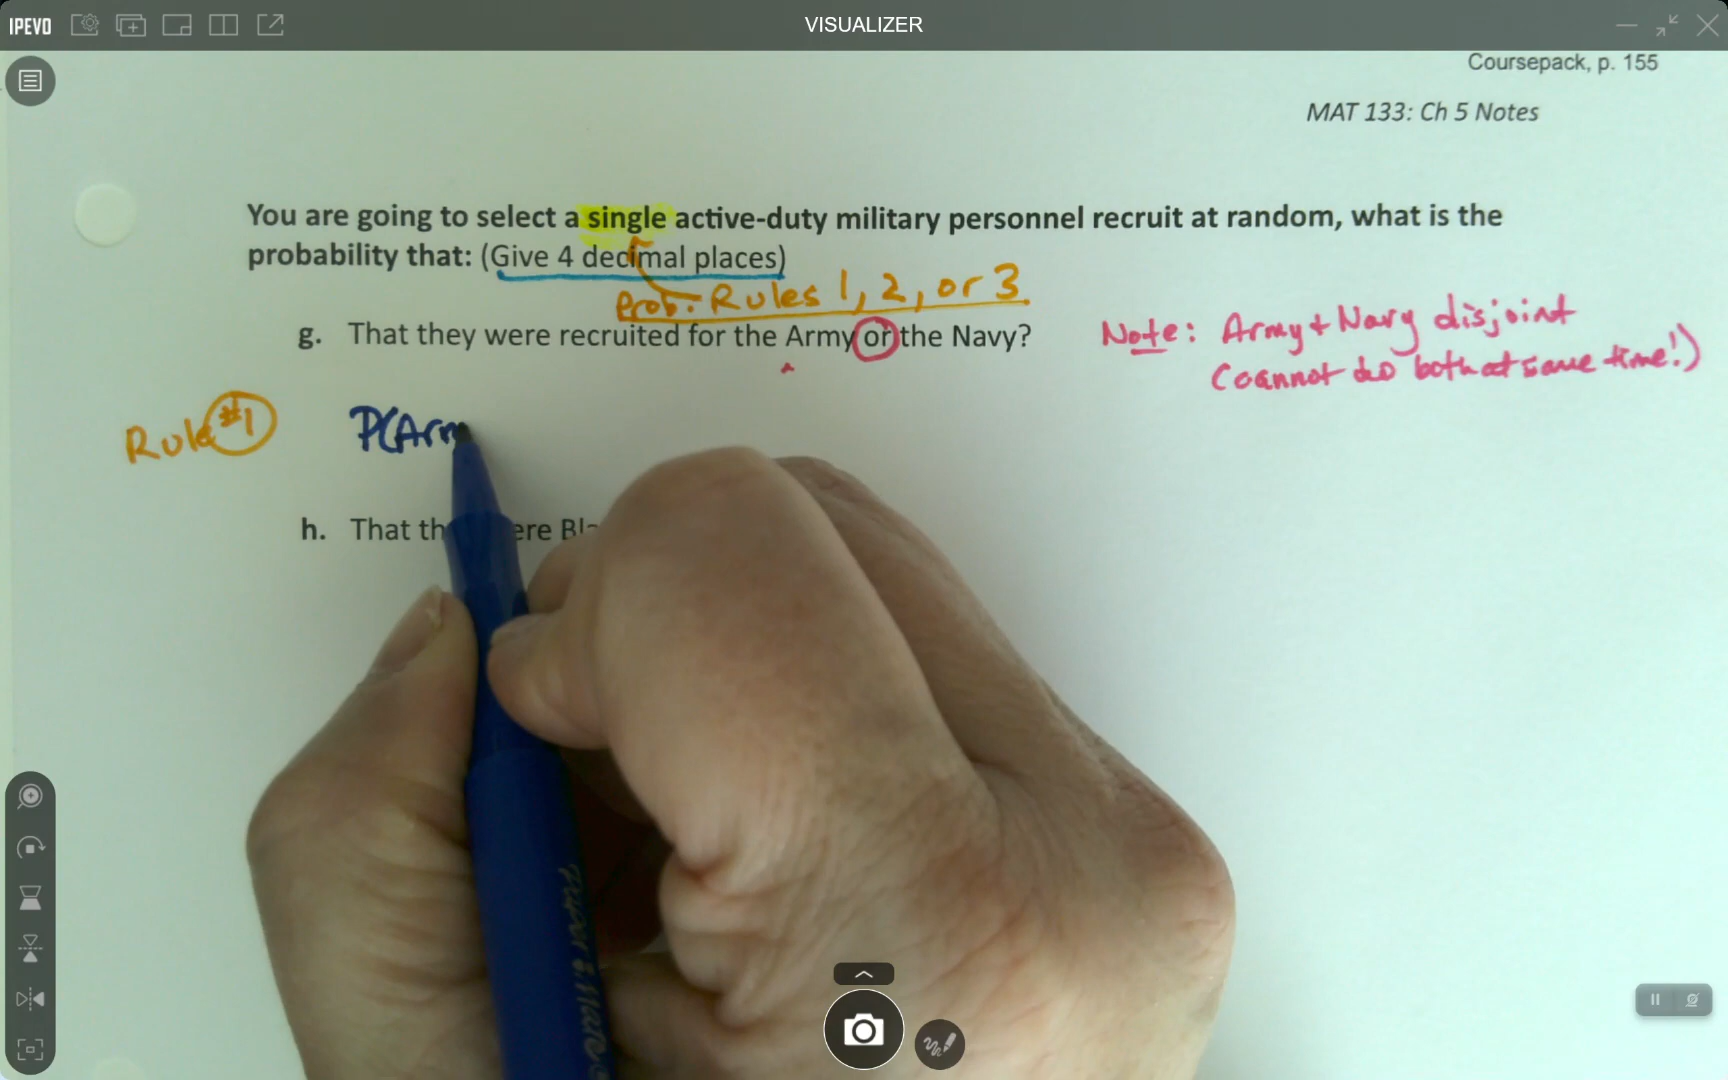 IPEVO
VISUALIZER
Coursepack, p. 155
MAT 133: Ch 5 Notes
You are going to select a single active-duty military personnel recruit at random, what is the
probability that: (Give 4 decimal places)
Prob. Rules 1, 2, or 3
g. That they were recruited for the Army or the Navy?
Note: Army + Navy disjoint
(cannot do both at same time!)
Rule #1
P(Arm
h. That th ere Bla